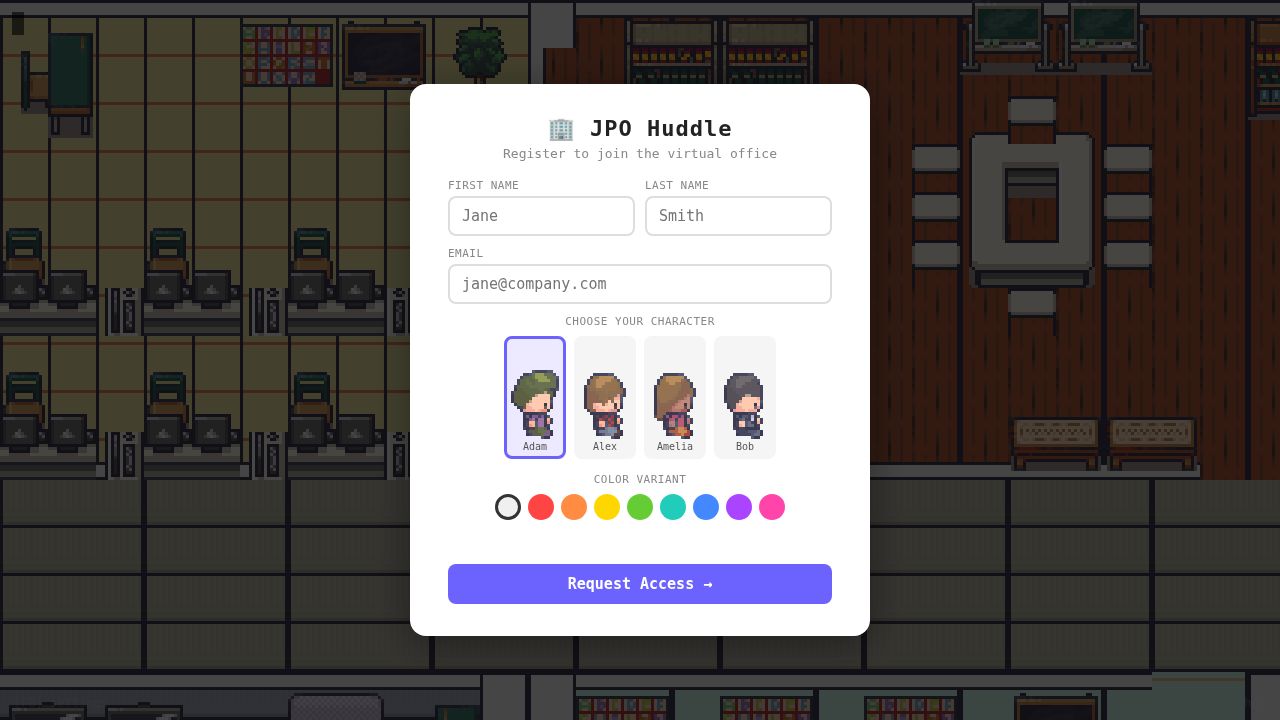 🏢 JPO Huddle
Register to join the virtual office
FIRST NAME
LAST NAME
Jane
Smith
EMAIL
jane@company.com
CHOOSE YOUR CHARACTER
Adam
Alex
Amelia
Bob
COLOR VARIANT
Request Access →